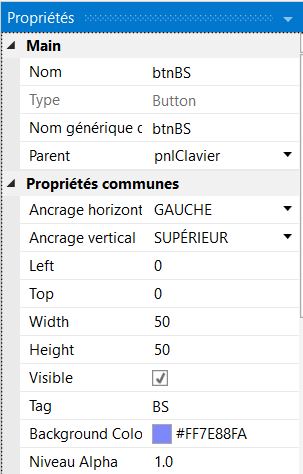 Propriétés
Main
Nom btnBS
Type Button
Nom générique c btnBS
Parent pnlClavier
Propriétés communes
Ancrage horizont GAUCHE
Ancrage vertical SUPÉRIEUR
Left 0
Top 0
Width 50
Height 50
Visible
Tag BS
Background Colo #FF7E88FA
Niveau Alpha 1.0